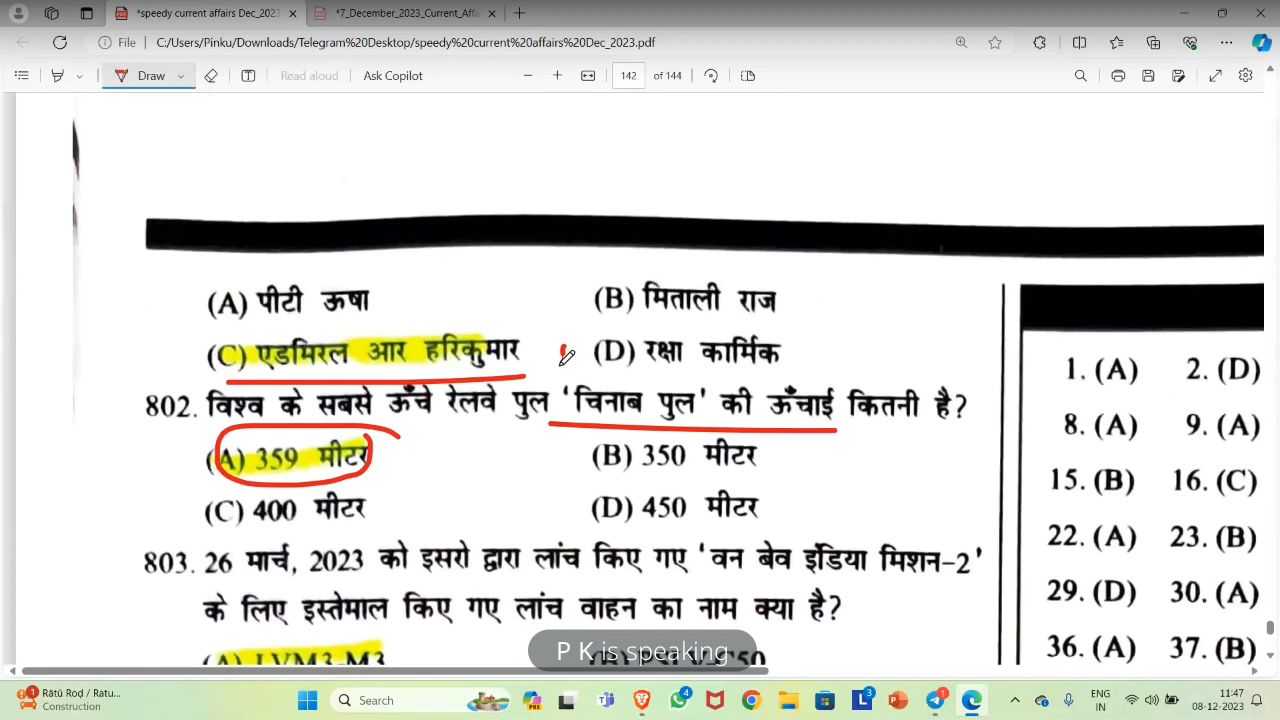 *speedy current affairs Dec_2023
*7_December_2023_Current_Affa
File
C:/Users/Pinku/Downloads/Telegram%20Desktop/speedy%20current%20affairs%20Dec_2023.pdf
Draw
Read aloud
Ask Copilot
142 of 144
(A) पीटी ऊषा (B) मिताली राज
(C) एडमिरल आर हरिकुमार (D) रक्षा कार्मिक
802. विश्व के सबसे ऊँचे रेलवे पुल 'चिनाब पुल' की ऊँचाई कितनी है?
(A) 359 मीटर (B) 350 मीटर
(C) 400 मीटर (D) 450 मीटर
803. 26 मार्च, 2023 को इसरो द्वारा लांच किए गए 'वन बेव इंडिया मिशन-2'
के लिए इस्तेमाल किए गए लांच वाहन का नाम क्या है?
(A) LVM3-M3
1. (A) 2. (D)
8. (A) 9. (A)
15. (B) 16. (C)
22. (A) 23. (B)
29. (D) 30. (A)
36. (A) 37. (B)
P K is speaking
Rātū Roḍ / Ratu...
Construction
Search
ENG
IN
11:47
08-12-2023